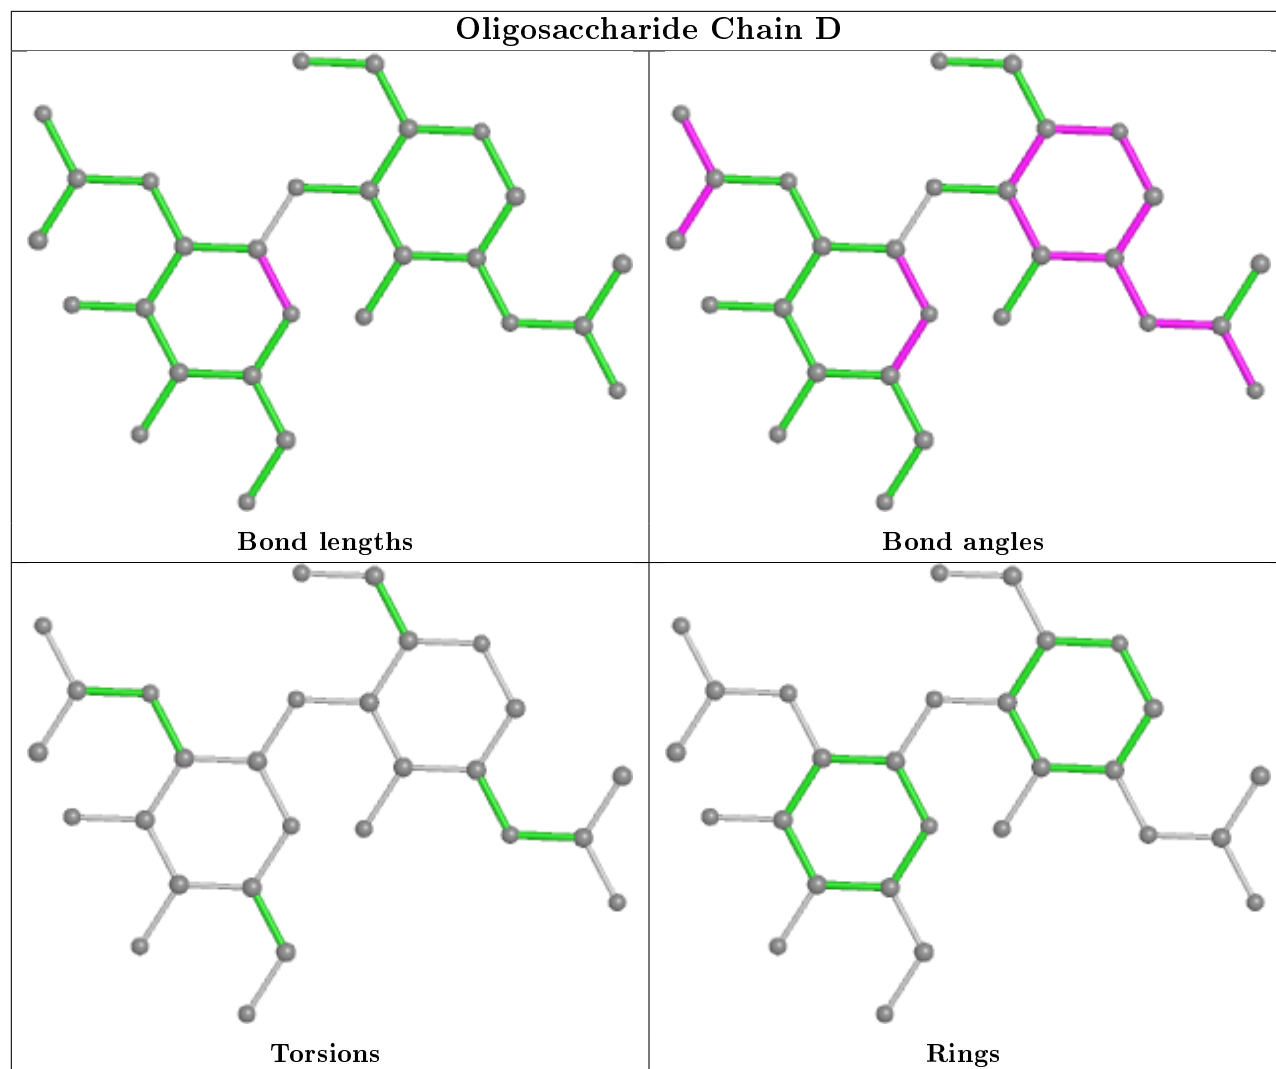 Oligosaccharide Chain D
Bond lengths
Bond angles
Torsions
Rings